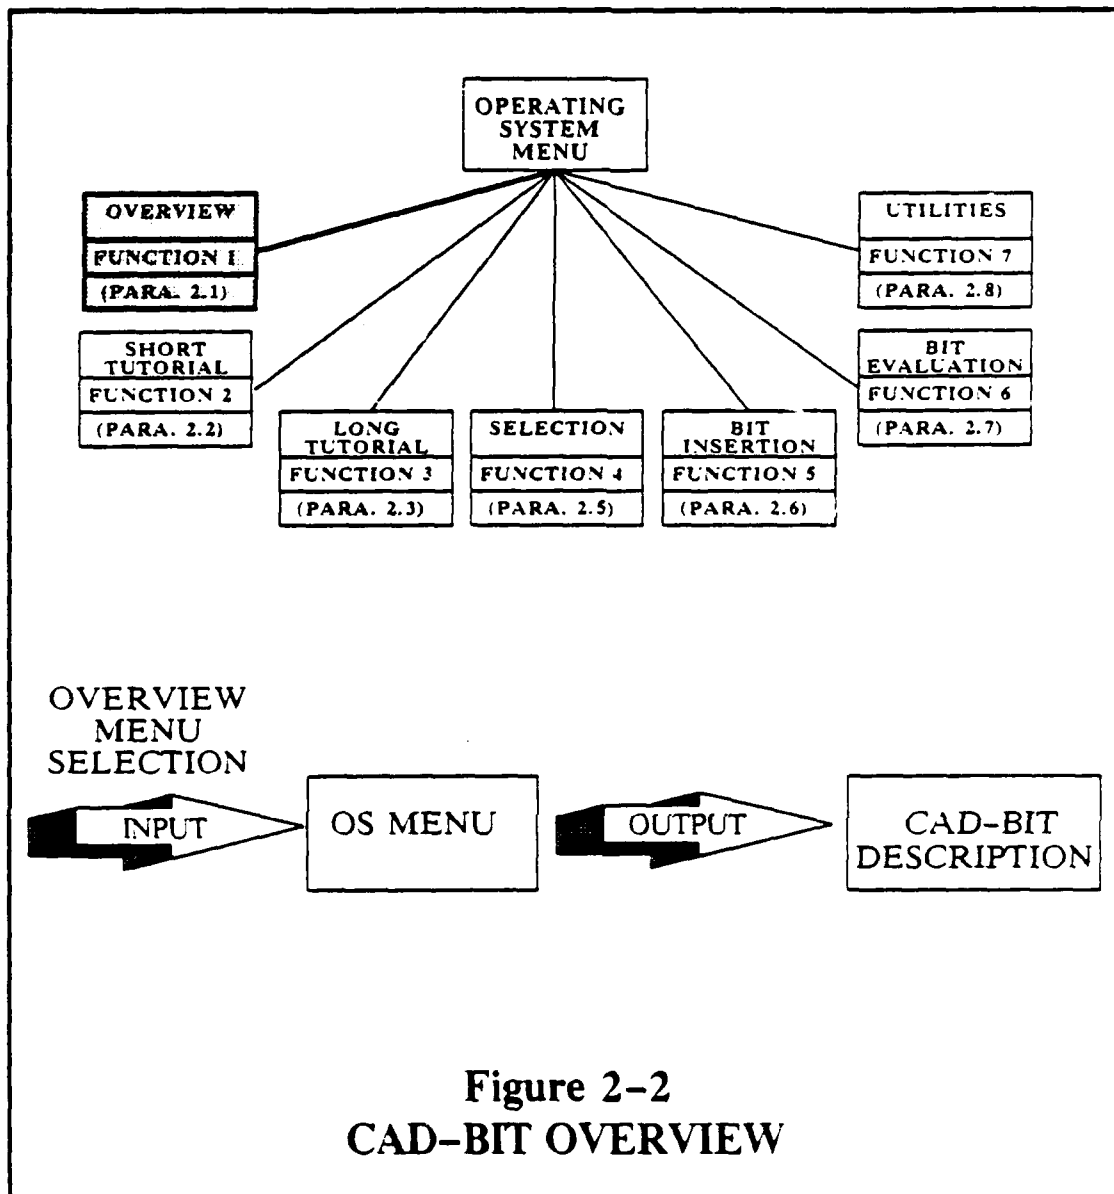 OPERATING
SYSTEM
MENU
OVERVIEW
FUNCTION 1
(PARA. 2.1)
UTILITIES
FUNCTION 7
(PARA. 2.8)
SHORT
TUTORIAL
FUNCTION 2
(PARA. 2.2)
BIT
EVALUATION
FUNCTION 6
(PARA. 2.7)
LONG
TUTORIAL
FUNCTION 3
(PARA. 2.3)
SELECTION
FUNCTION 4
(PARA. 2.5)
BIT
INSERTION
FUNCTION 5
(PARA. 2.6)
OVERVIEW
MENU
SELECTION
INPUT
OS MENU
OUTPUT
CAD-BIT
DESCRIPTION
Figure 2-2
CAD-BIT OVERVIEW